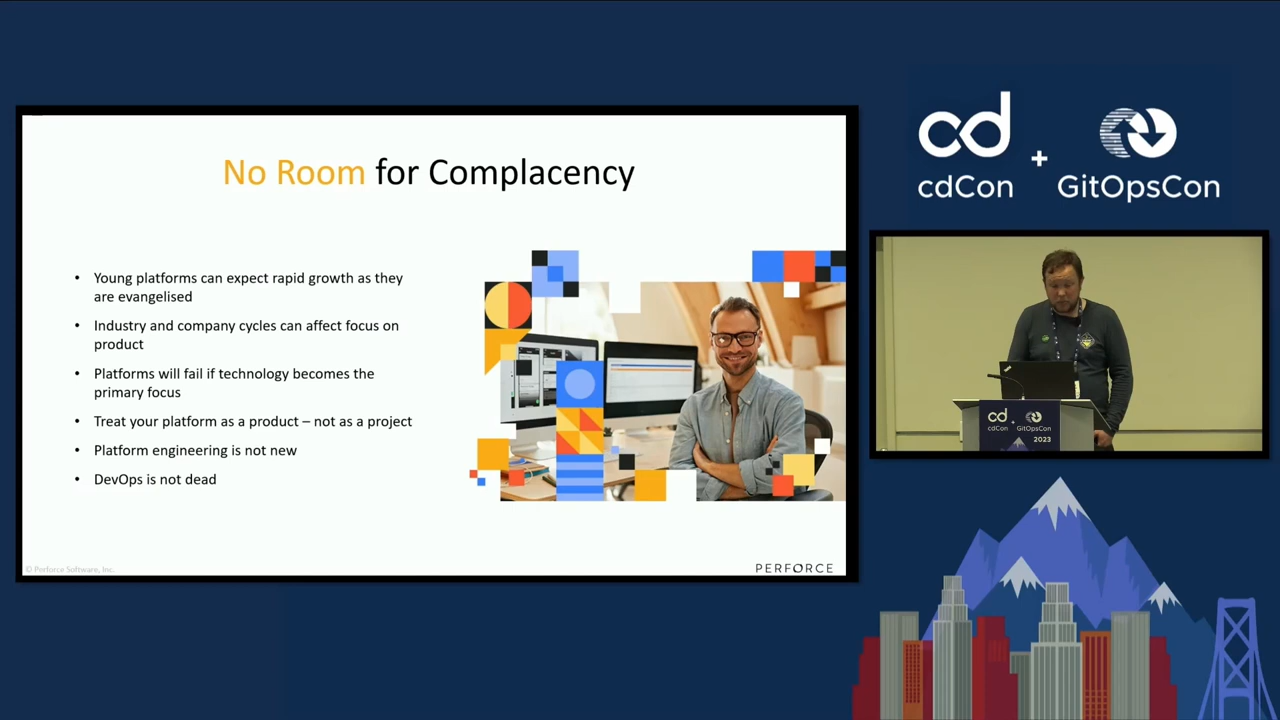 No Room for Complacency
• Young platforms can expect rapid growth as they
are evangelised
• Industry and company cycles can affect focus on
product
• Platforms will fail if technology becomes the
primary focus
• Treat your platform as a product – not as a project
• Platform engineering is not new
• DevOps is not dead
© Perforce Software, Inc.
PERFORCE
cd
cdCon
+
GitOpsCon
cd
cdCon
+
GitOpsCon
2023